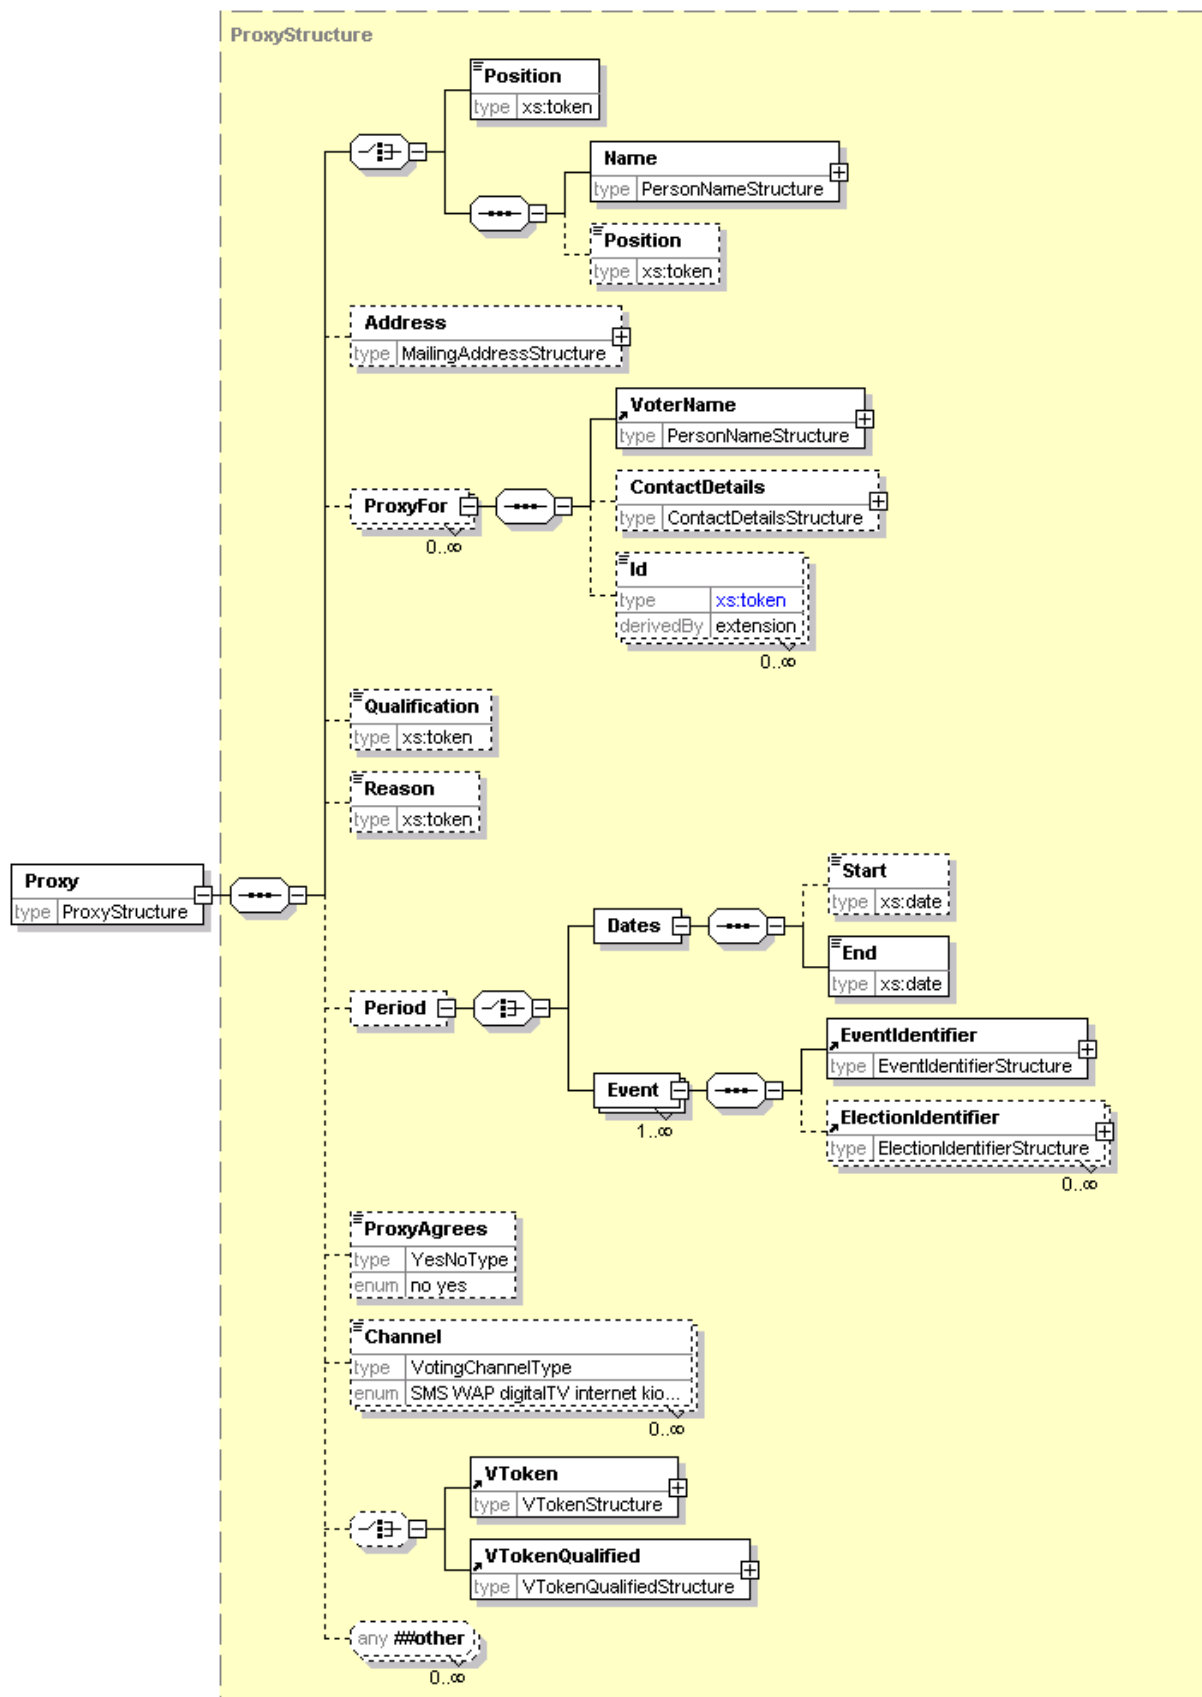 ProxyStructure
Position
type xs:token
Name
type PersonNameStructure
Position
type xs:token
Address
type MailingAddressStructure
VoterName
type PersonNameStructure
ProxyFor
0..∞
ContactDetails
type ContactDetailsStructure
Id
type xs:token
derivedBy extension
0..∞
Qualification
type xs:token
Reason
type xs:token
Proxy
type ProxyStructure
Start
type xs:date
Dates
End
type xs:date
Period
EventIdentifier
type EventIdentifierStructure
Event
1..∞
ElectionIdentifier
type ElectionIdentifierStructure
0..∞
ProxyAgrees
type YesNoType
enum no yes
Channel
type VotingChannelType
enum SMS WAP digitalTV internet kio...
0..∞
VToken
type VTokenStructure
VTokenQualified
type VTokenQualifiedStructure
any ##other
0..∞